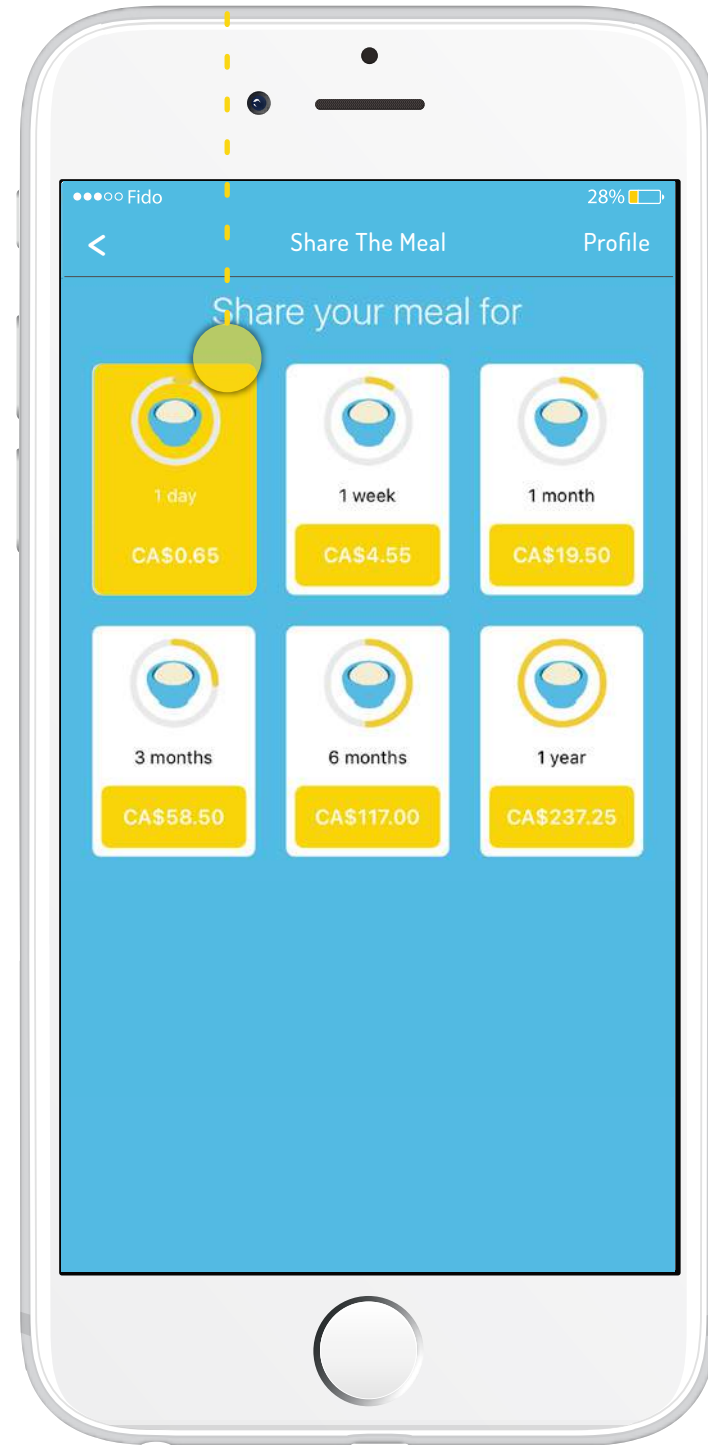 Fido 28%
< Share The Meal Profile
Share your meal for
1 day 1 week 1 month
CA$0.65 CA$4.55 CA$19.50
3 months 6 months 1 year
CA$58.50 CA$117.00 CA$237.25